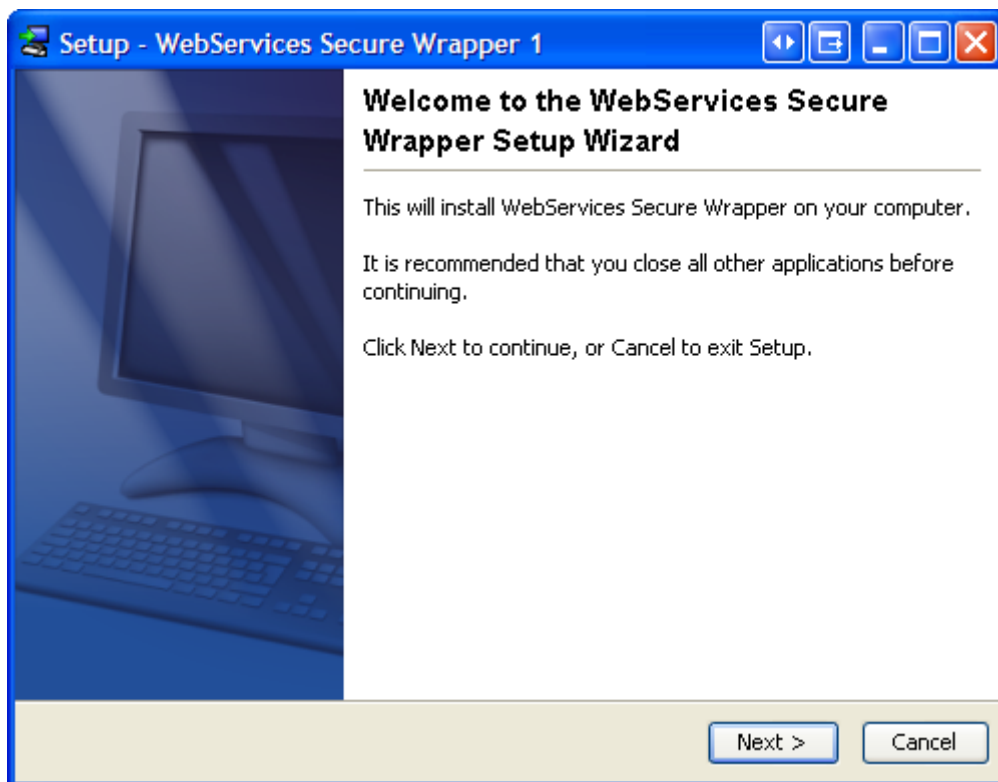 Setup - WebServices Secure Wrapper 1
Welcome to the WebServices Secure
Wrapper Setup Wizard
This will install WebServices Secure Wrapper on your computer.
It is recommended that you close all other applications before
continuing.
Click Next to continue, or Cancel to exit Setup.
Next >
Cancel